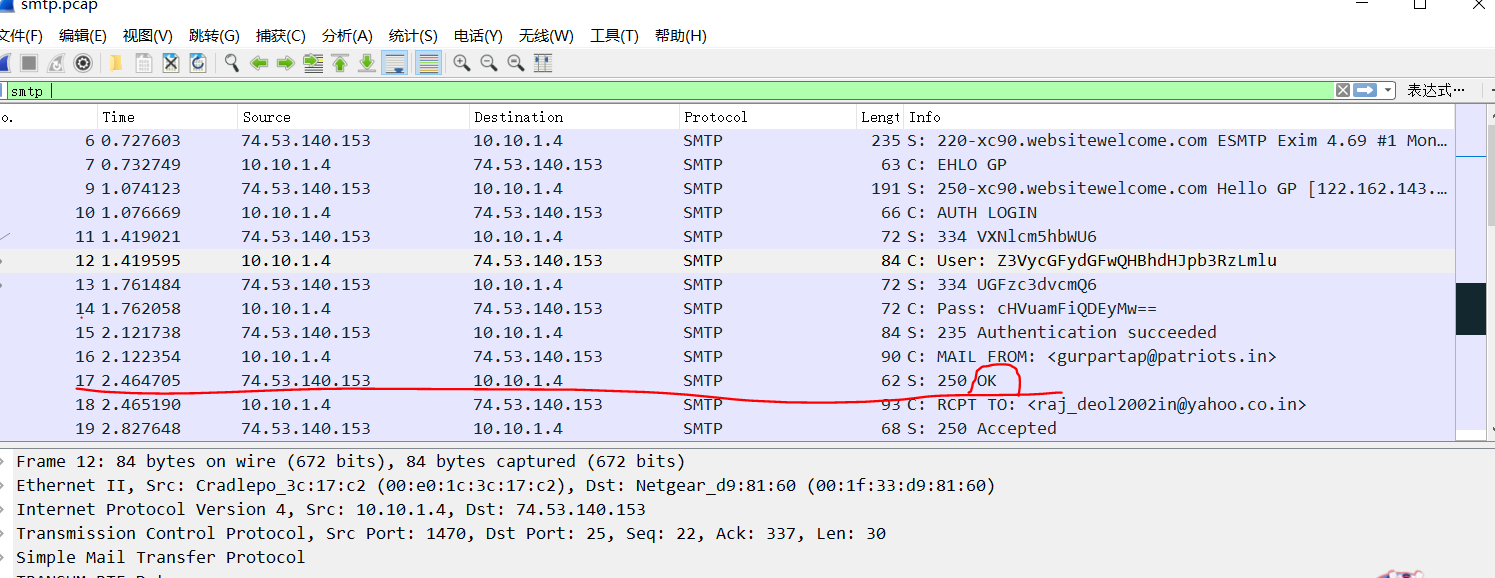 smtp.pcap
文件(F) 编辑(E) 视图(V) 跳转(G) 捕获(C) 分析(A) 统计(S) 电话(Y) 无线(W) 工具(T) 帮助(H)
smtp 表达式…
o. Time Source Destination Protocol Lengt Info
6 0.727603 74.53.140.153 10.10.1.4 SMTP 235 S: 220-xc90.websitewelcome.com ESMTP Exim 4.69 #1 Mon…
7 0.732749 10.10.1.4 74.53.140.153 SMTP 63 C: EHLO GP
9 1.074123 74.53.140.153 10.10.1.4 SMTP 191 S: 250-xc90.websitewelcome.com Hello GP [122.162.143.…
10 1.076669 10.10.1.4 74.53.140.153 SMTP 66 C: AUTH LOGIN
11 1.419021 74.53.140.153 10.10.1.4 SMTP 72 S: 334 VXNlcm5hbWU6
12 1.419595 10.10.1.4 74.53.140.153 SMTP 84 C: User: Z3VycGFydGFwQHBhdHJpb3RzLmlu
13 1.761484 74.53.140.153 10.10.1.4 SMTP 72 S: 334 UGFzc3dvcmQ6
14 1.762058 10.10.1.4 74.53.140.153 SMTP 72 C: Pass: cHVuamFiQDEyMw==
15 2.121738 74.53.140.153 10.10.1.4 SMTP 84 S: 235 Authentication succeeded
16 2.122354 10.10.1.4 74.53.140.153 SMTP 90 C: MAIL FROM: <gurpartap@patriots.in>
17 2.464705 74.53.140.153 10.10.1.4 SMTP 62 S: 250 OK
18 2.465190 10.10.1.4 74.53.140.153 SMTP 93 C: RCPT TO: <raj_deol2002in@yahoo.co.in>
19 2.827648 74.53.140.153 10.10.1.4 SMTP 68 S: 250 Accepted
Frame 12: 84 bytes on wire (672 bits), 84 bytes captured (672 bits)
Ethernet II, Src: Cradlepo_3c:17:c2 (00:e0:1c:3c:17:c2), Dst: Netgear_d9:81:60 (00:1f:33:d9:81:60)
Internet Protocol Version 4, Src: 10.10.1.4, Dst: 74.53.140.153
Transmission Control Protocol, Src Port: 1470, Dst Port: 25, Seq: 22, Ack: 337, Len: 30
Simple Mail Transfer Protocol